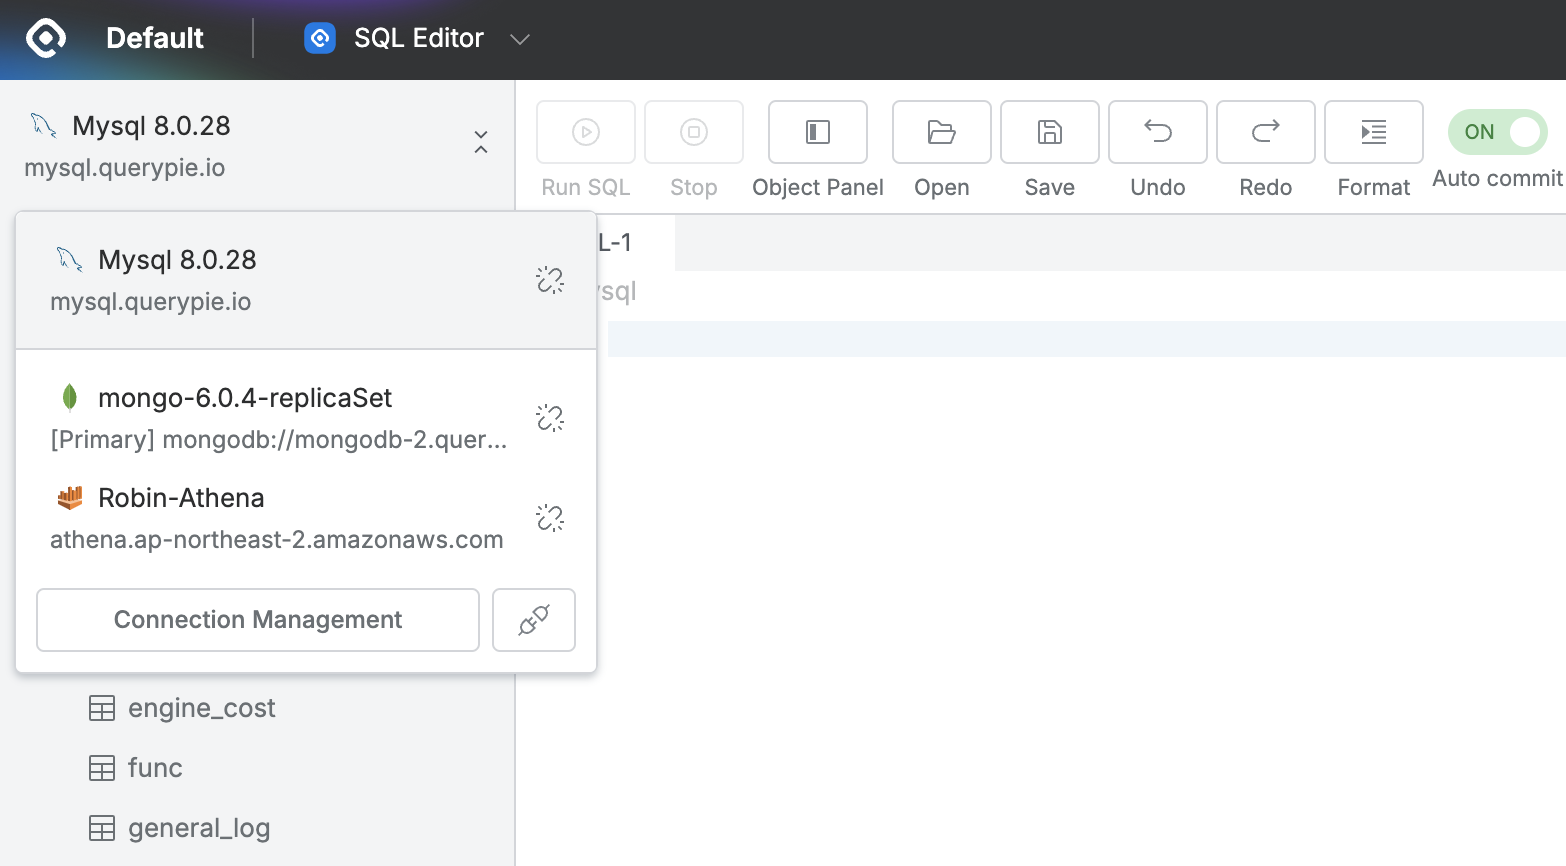 Default
SQL Editor
Mysql 8.0.28
mysql.querypie.io
Run SQL
Stop
Object Panel
Open
Save
Undo
Redo
Format
ON
Auto commit
L-1
sql
Mysql 8.0.28
mysql.querypie.io
mongo-6.0.4-replicaSet
[Primary] mongodb://mongodb-2.quer...
Robin-Athena
athena.ap-northeast-2.amazonaws.com
Connection Management
engine_cost
func
general_log